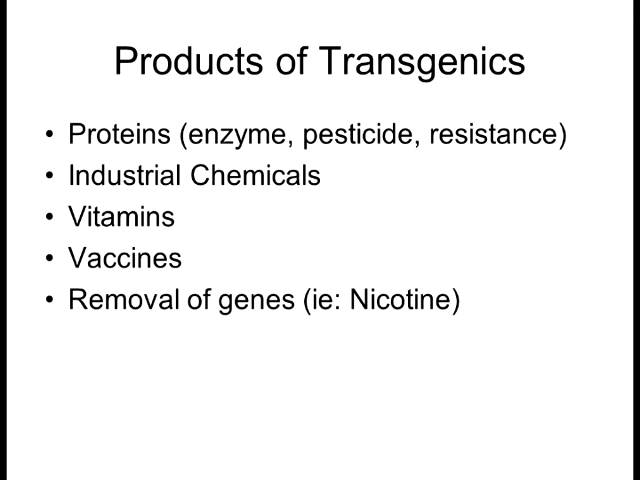 Products of Transgenics
• Proteins (enzyme, pesticide, resistance)
• Industrial Chemicals
• Vitamins
• Vaccines
• Removal of genes (ie: Nicotine)